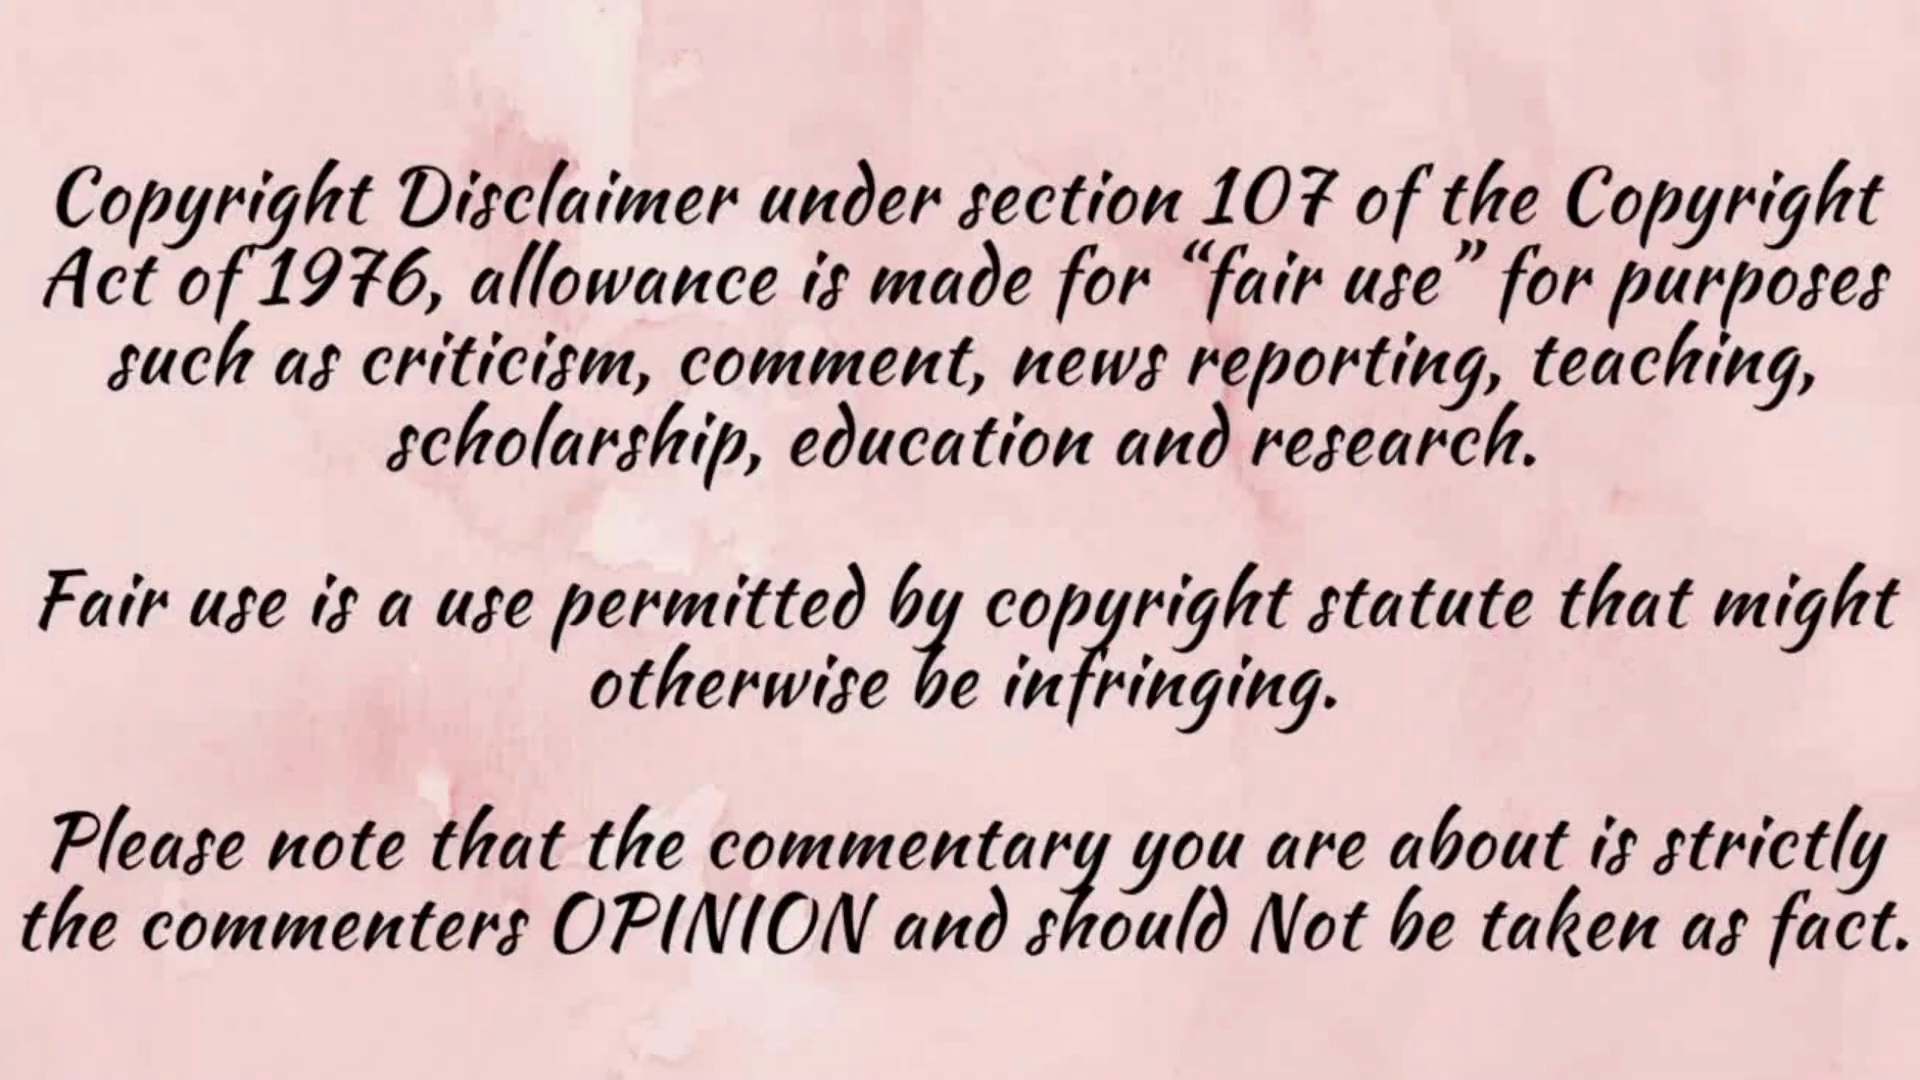 Copyright Disclaimer under section 107 of the Copyright
Act of 1976, allowance is made for “fair use” for purposes
such as criticism, comment, news reporting, teaching,
scholarship, education and research.
Fair use is a use permitted by copyright statute that might
otherwise be infringing.
Please note that the commentary you are about is strictly
the commenters OPINION and should Not be taken as fact.